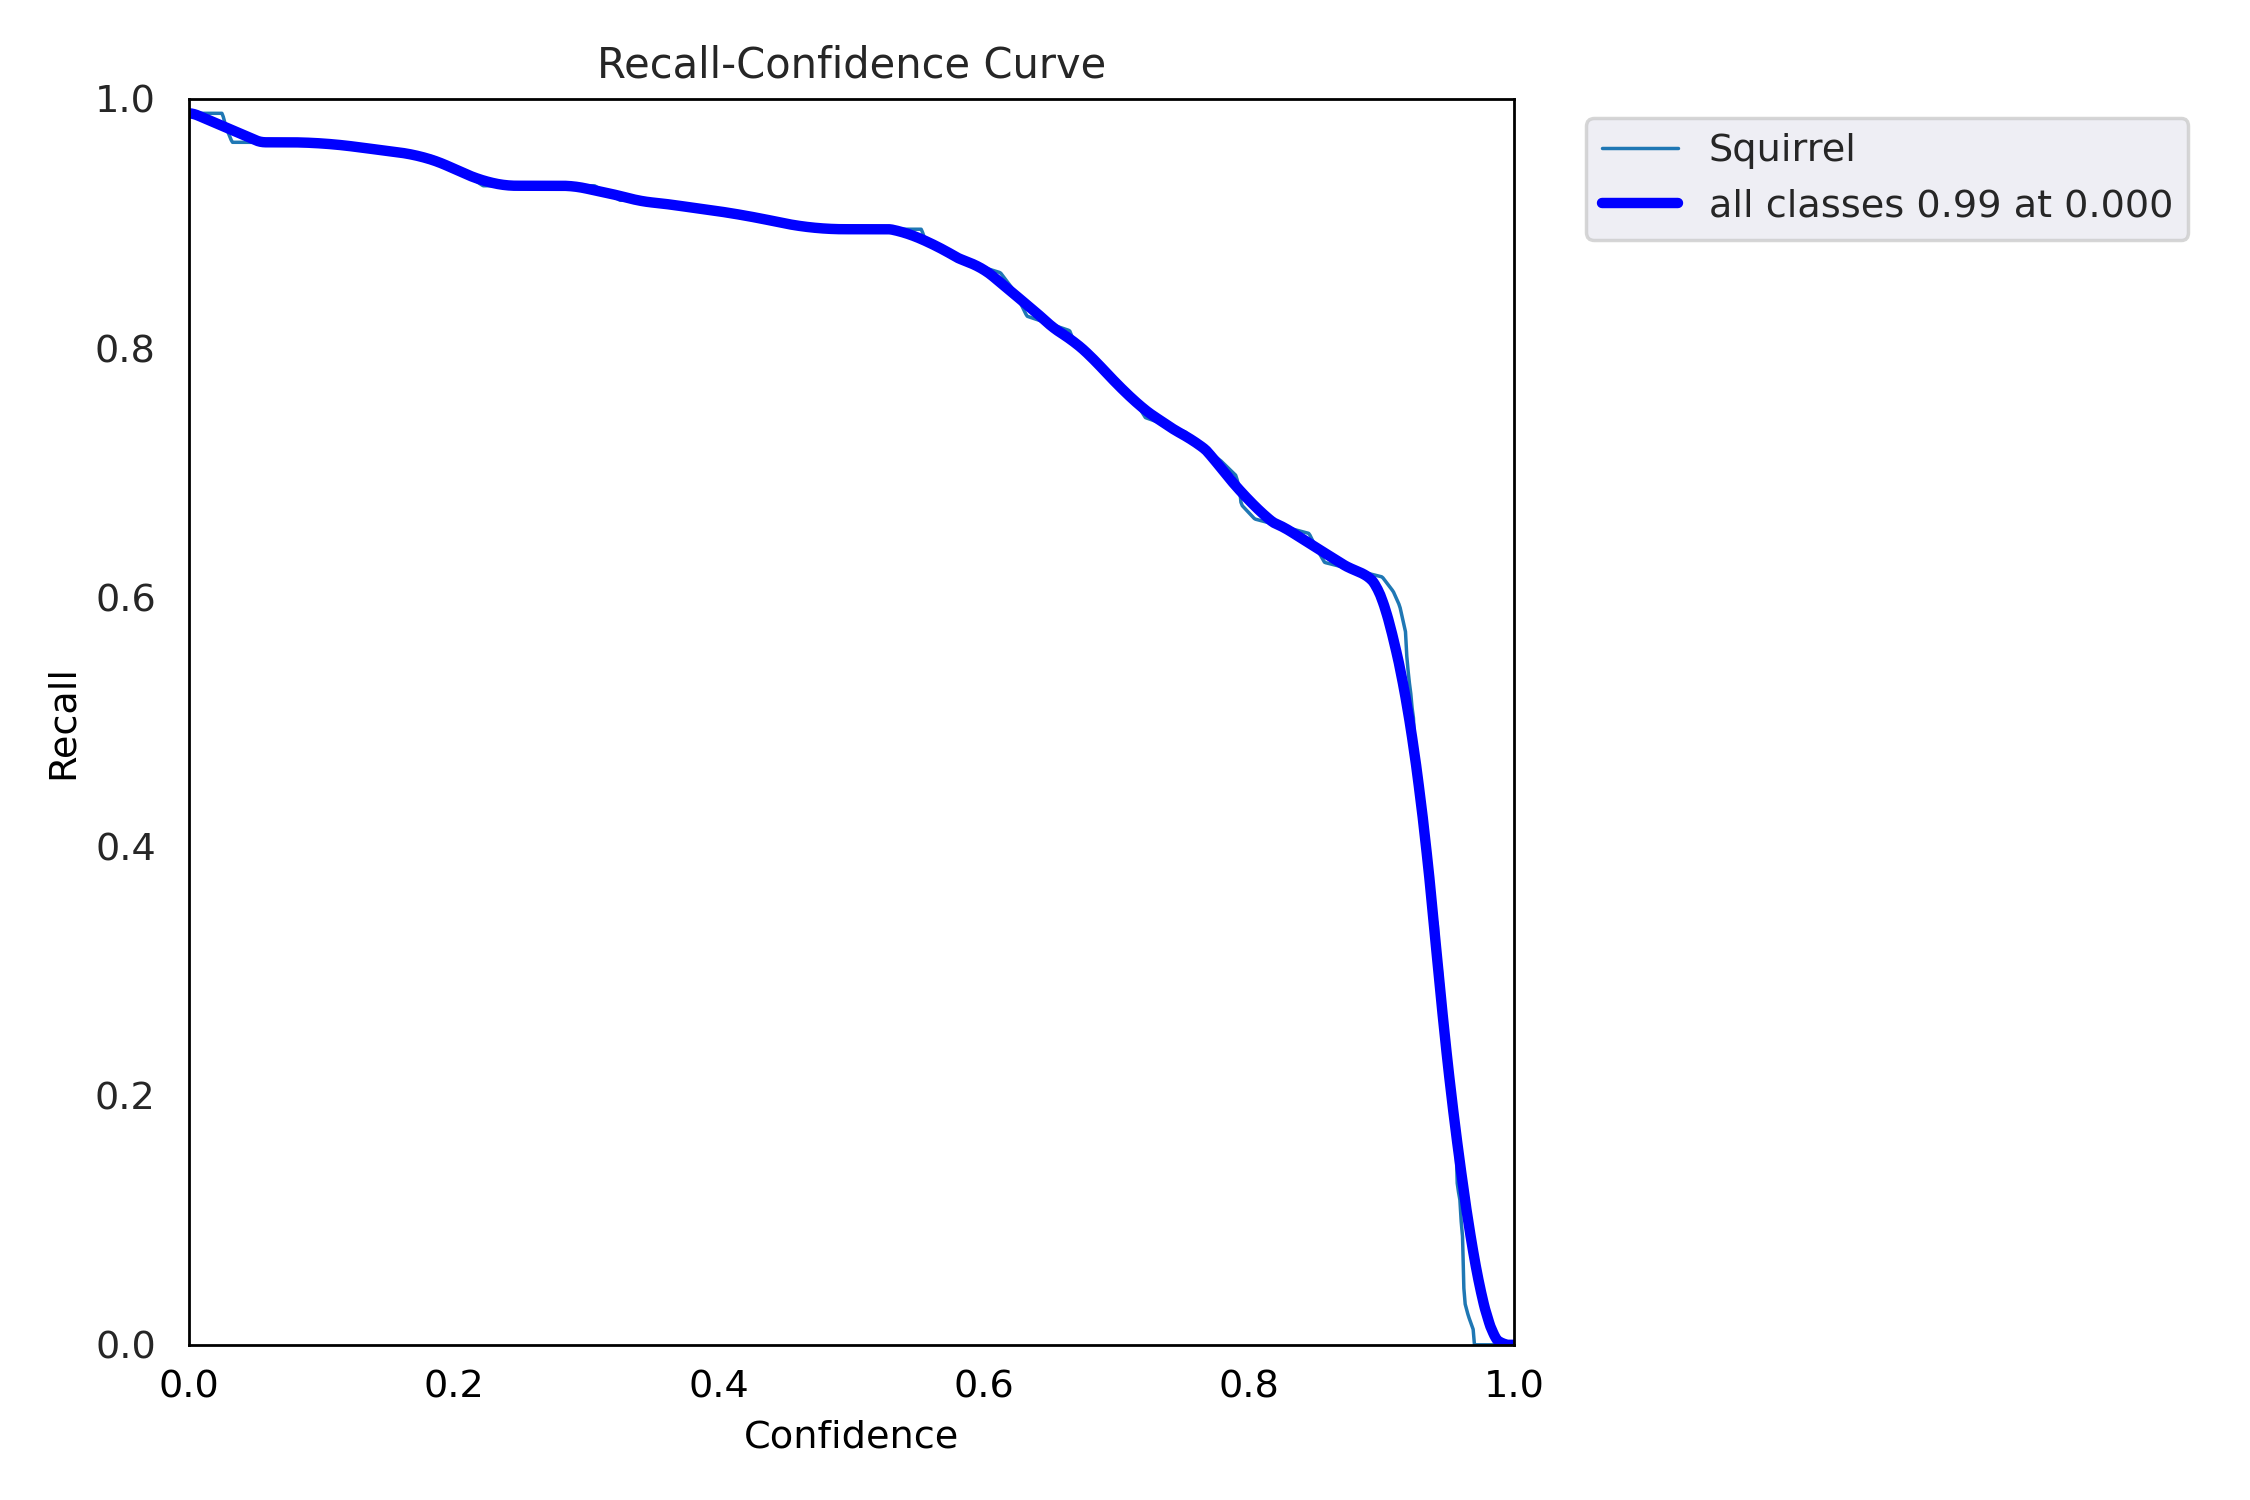 Recall-Confidence Curve
1.0
0.8
0.6
0.4
0.2
0.0
Recall
0.0 0.2 0.4 0.6 0.8 1.0
Confidence
Squirrel
all classes 0.99 at 0.000